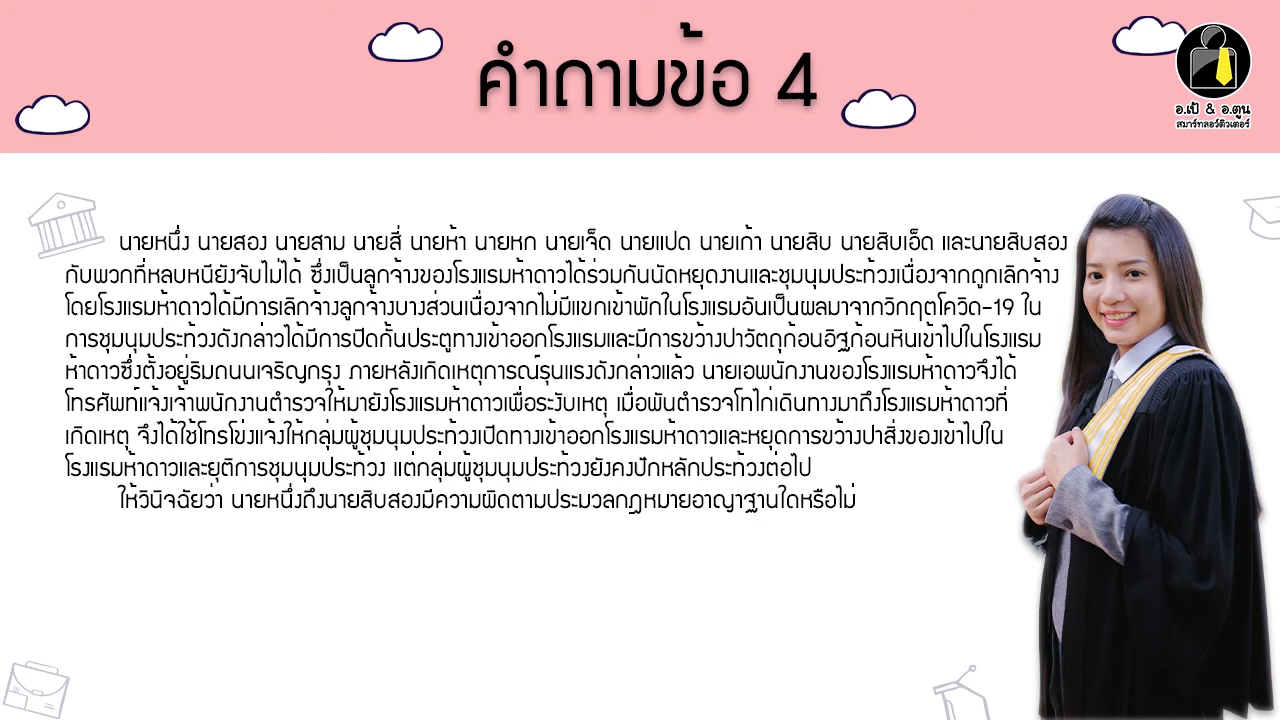 คำถามข้อ 4
อ.เป้ & อ.ตูน
สมาร์ทลอว์ติวเตอร์
นายหนึ่ง นายสอง นายสาม นายสี่ นายห้า นายหก นายเจ็ด นายแปด นายเก้า นายสิบ นายสิบเอ็ด และนายสิบสอง
กับพวกที่หลบหนียังจับไม่ได้ ซึ่งเป็นลูกจ้างของโรงแรมห้าดาวได้ร่วมกันนัดหยุดงานและชุมนุมประท้วงเนื่องจากถูกเลิกจ้าง
โดยโรงแรมห้าดาวได้มีการเลิกจ้างลูกจ้างบางส่วนเนื่องจากไม่มีแขกเข้าพักในโรงแรมอันเป็นผลมาจากวิกฤตโควิด-19 ใน
การชุมนุมประท้วงดังกล่าวได้มีการปิดกั้นประตูทางเข้าออกโรงแรมและมีการขว้างปาวัตถุก้อนอิฐก้อนหินเข้าไปในโรงแรม
ห้าดาวซึ่งตั้งอยู่ริมถนนเจริญกรุง ภายหลังเกิดเหตุการณ์รุนแรงดังกล่าวแล้ว นายเอพนักงานของโรงแรมห้าดาวจึงได้
โทรศัพท์แจ้งเจ้าพนักงานตำรวจให้มายังโรงแรมห้าดาวเพื่อระงับเหตุ เมื่อพันตำรวจโทไก่เดินทางมาถึงโรงแรมห้าดาวที่
เกิดเหตุ จึงได้ใช้โทรโข่งแจ้งให้กลุ่มผู้ชุมนุมประท้วงเปิดทางเข้าออกโรงแรมห้าดาวและหยุดการขว้างปาสิ่งของเข้าไปใน
โรงแรมห้าดาวและยุติการชุมนุมประท้วง แต่กลุ่มผู้ชุมนุมประท้วงยังคงปักหลักประท้วงต่อไป
ให้วินิจฉัยว่า นายหนึ่งถึงนายสิบสองมีความผิดตามประมวลกฎหมายอาญาฐานใดหรือไม่